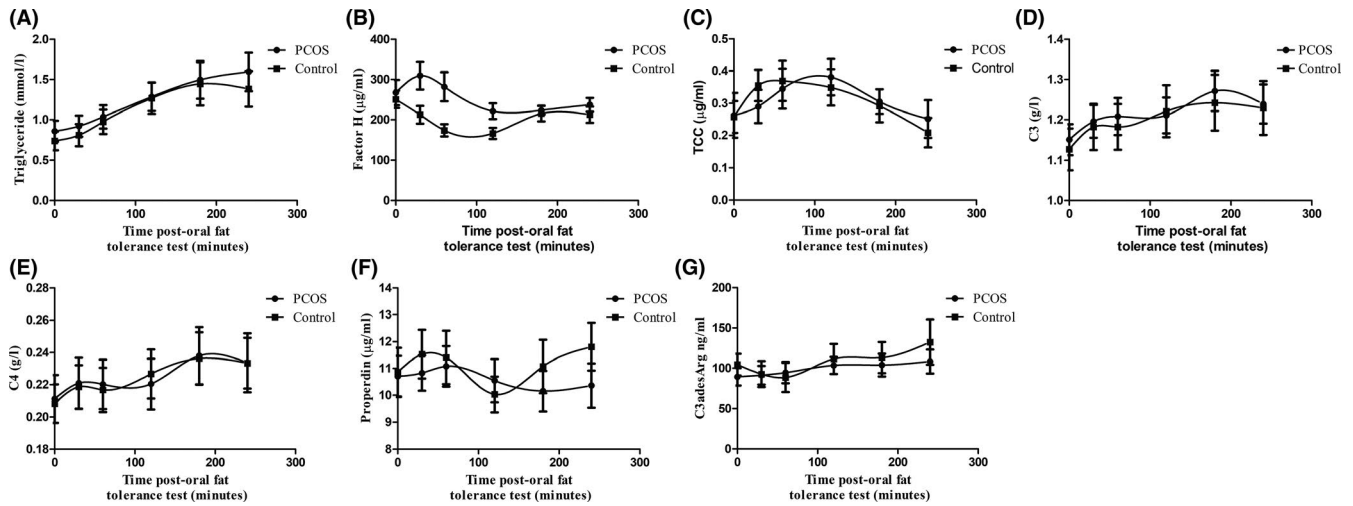 (A)
Triglyceride (mmol/l)
2.0
1.5
1.0
0.5
0.0
0 100 200 300
Time post-oral fat
tolerance test (minutes)
PCOS
Control
(B)
Factor H (µg/ml)
400
300
200
100
0
0 100 200 300
Time post-oral fat
tolerance test (minutes)
PCOS
Control
(C)
TCC (µg/ml)
0.5
0.4
0.3
0.2
0.1
0.0
0 100 200 300
Time post-oral fat
tolerance test (minutes)
PCOS
Control
(D)
C3 (g/l)
1.4
1.3
1.2
1.1
1.0
0 100 200 300
Time post-oral fat
tolerance test (minutes)
PCOS
Control
(E)
C4 (g/l)
0.28
0.26
0.24
0.22
0.20
0.18
0 100 200 300
Time post-oral fat
tolerance test (minutes)
PCOS
Control
(F)
Properdin (µg/ml)
14
13
12
11
10
9
8
0 100 200 300
Time post-oral fat
tolerance test (minutes)
PCOS
Control
(G)
C3adesArg ng/ml
200
150
100
50
0
0 100 200 300
Time post-oral fat
tolerance test (minutes)
PCOS
Control